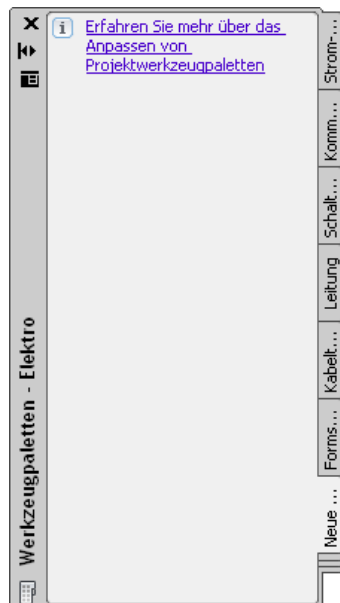 Erfahren Sie mehr über das
Anpassen von
Projektwerkzeugpaletten
Werkzeugpaletten - Elektro
Strom-...
Komm...
Schalt...
Leitung
Kabelt...
Forms...
Neue ...